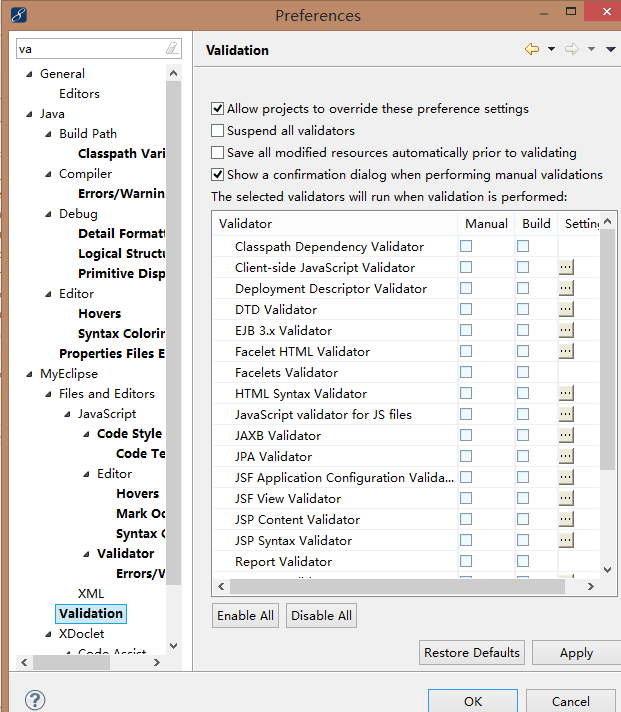 Preferences
va
General
Editors
Java
Build Path
Classpath Vari
Compiler
Errors/Warnin
Debug
Detail Formatt
Logical Structu
Primitive Disp
Editor
Hovers
Syntax Colorin
Properties Files E
MyEclipse
Files and Editors
JavaScript
Code Style
Code Te
Editor
Hovers
Mark Oc
Syntax C
Validator
Errors/V
XML
Validation
XDoclet
Code Assist
Validation
Allow projects to override these preference settings
Suspend all validators
Save all modified resources automatically prior to validating
Show a confirmation dialog when performing manual validations
The selected validators will run when validation is performed:
Validator Manual Build Setting
Classpath Dependency Validator
Client-side JavaScript Validator ...
Deployment Descriptor Validator ...
DTD Validator ...
EJB 3.x Validator ...
Facelet HTML Validator ...
Facelets Validator
HTML Syntax Validator ...
JavaScript validator for JS files ...
JAXB Validator ...
JPA Validator ...
JSF Application Configuration Valida... ...
JSF View Validator ...
JSP Content Validator ...
JSP Syntax Validator ...
Report Validator
Enable All Disable All
Restore Defaults Apply
? OK Cancel